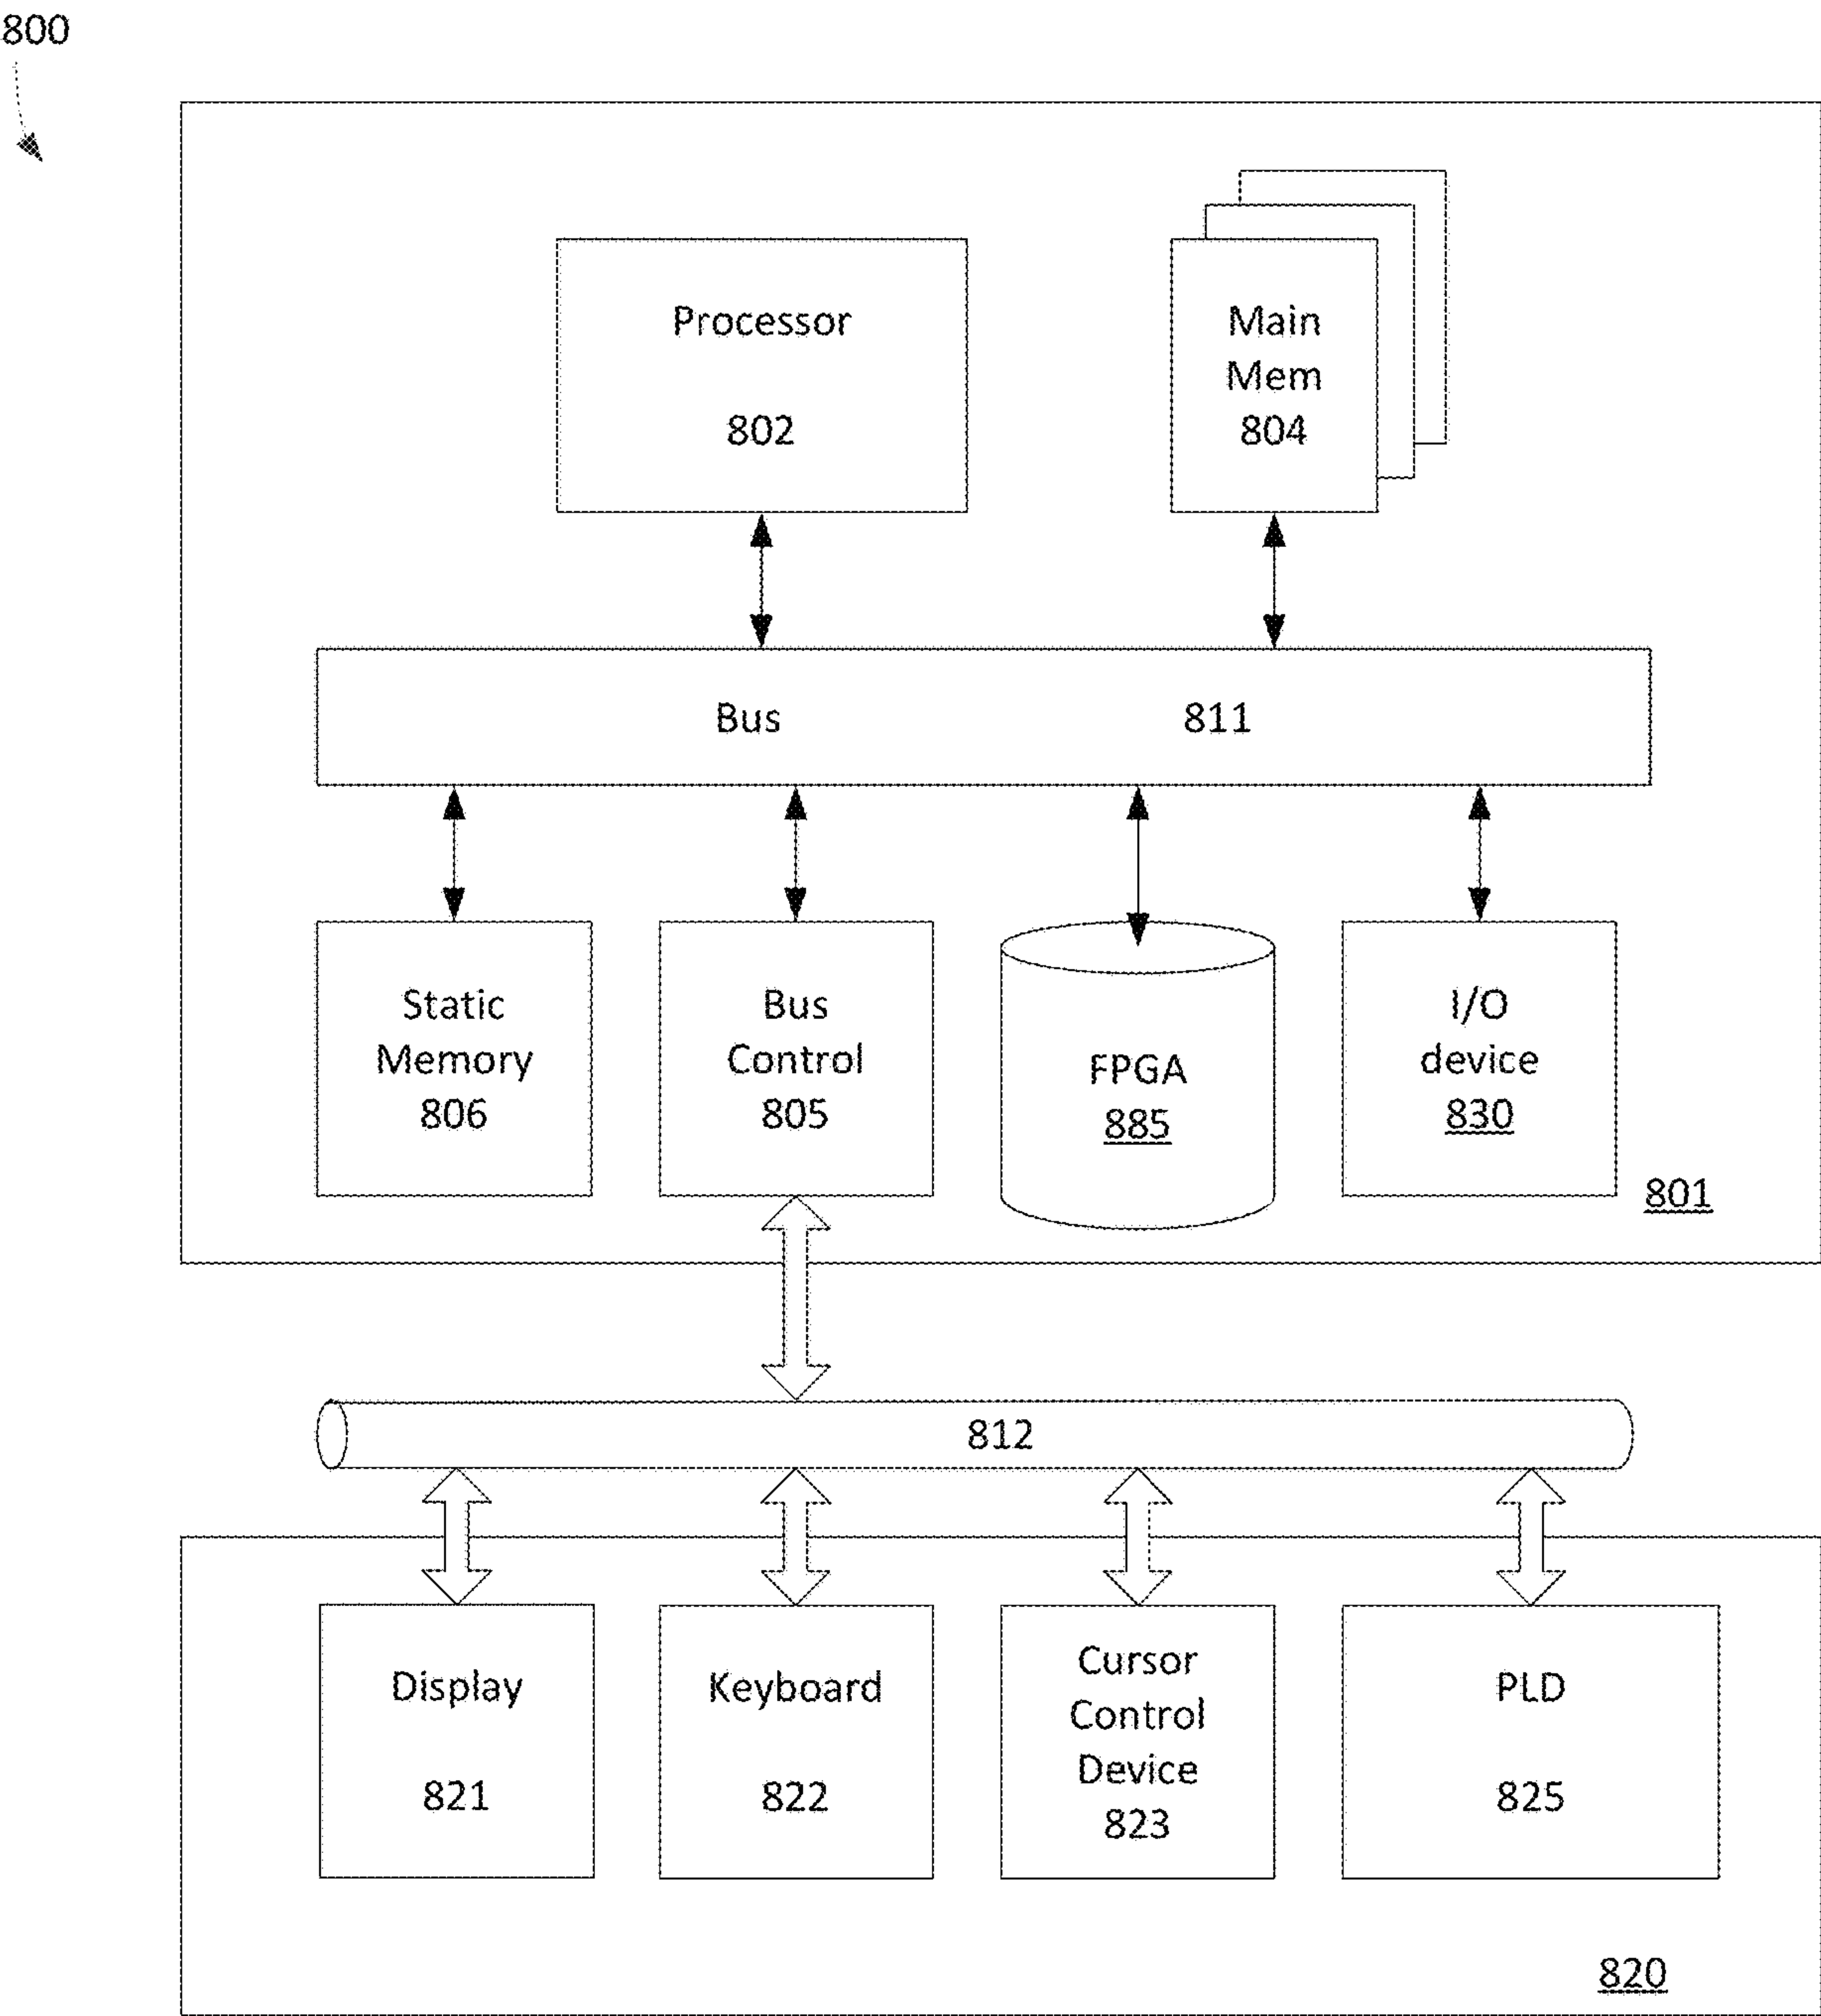 800
Processor
802
Main
Mem
804
Bus 811
Static
Memory
806
Bus
Control
805
FPGA
885
I/O
device
830
801
812
Display
821
Keyboard
822
Cursor
Control
Device
823
PLD
825
820